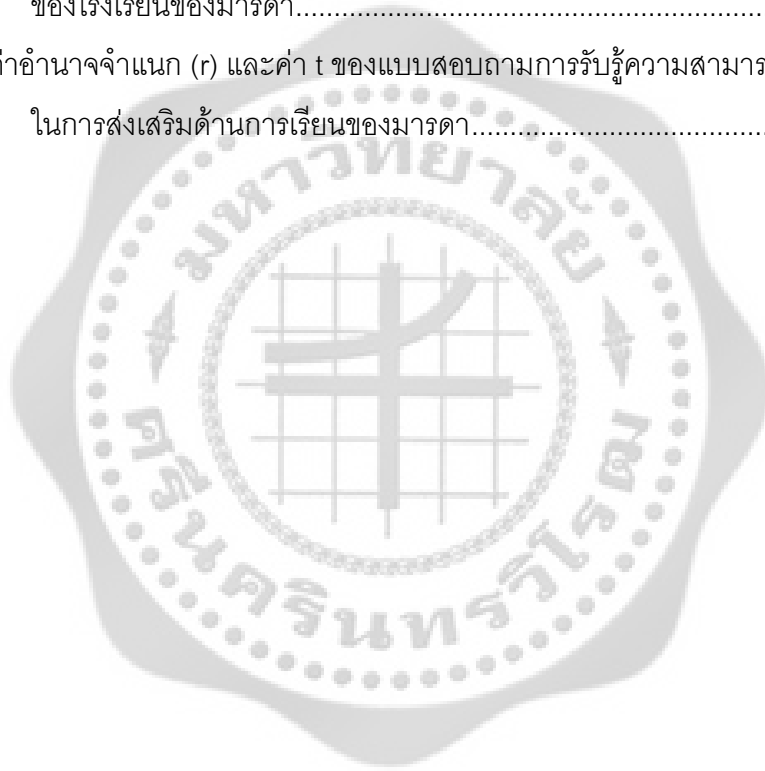 ของโรงเรียนของมารดา..........................................................................
ค่าอำนาจจำแนก (r) และค่า t ของแบบสอบถามการรับรู้ความสามาร
ในการส่งเสริมด้านการเรียนของมารดา..............................................
มหาวิทยาลัย
ศรีนครินทรวิโรฒ